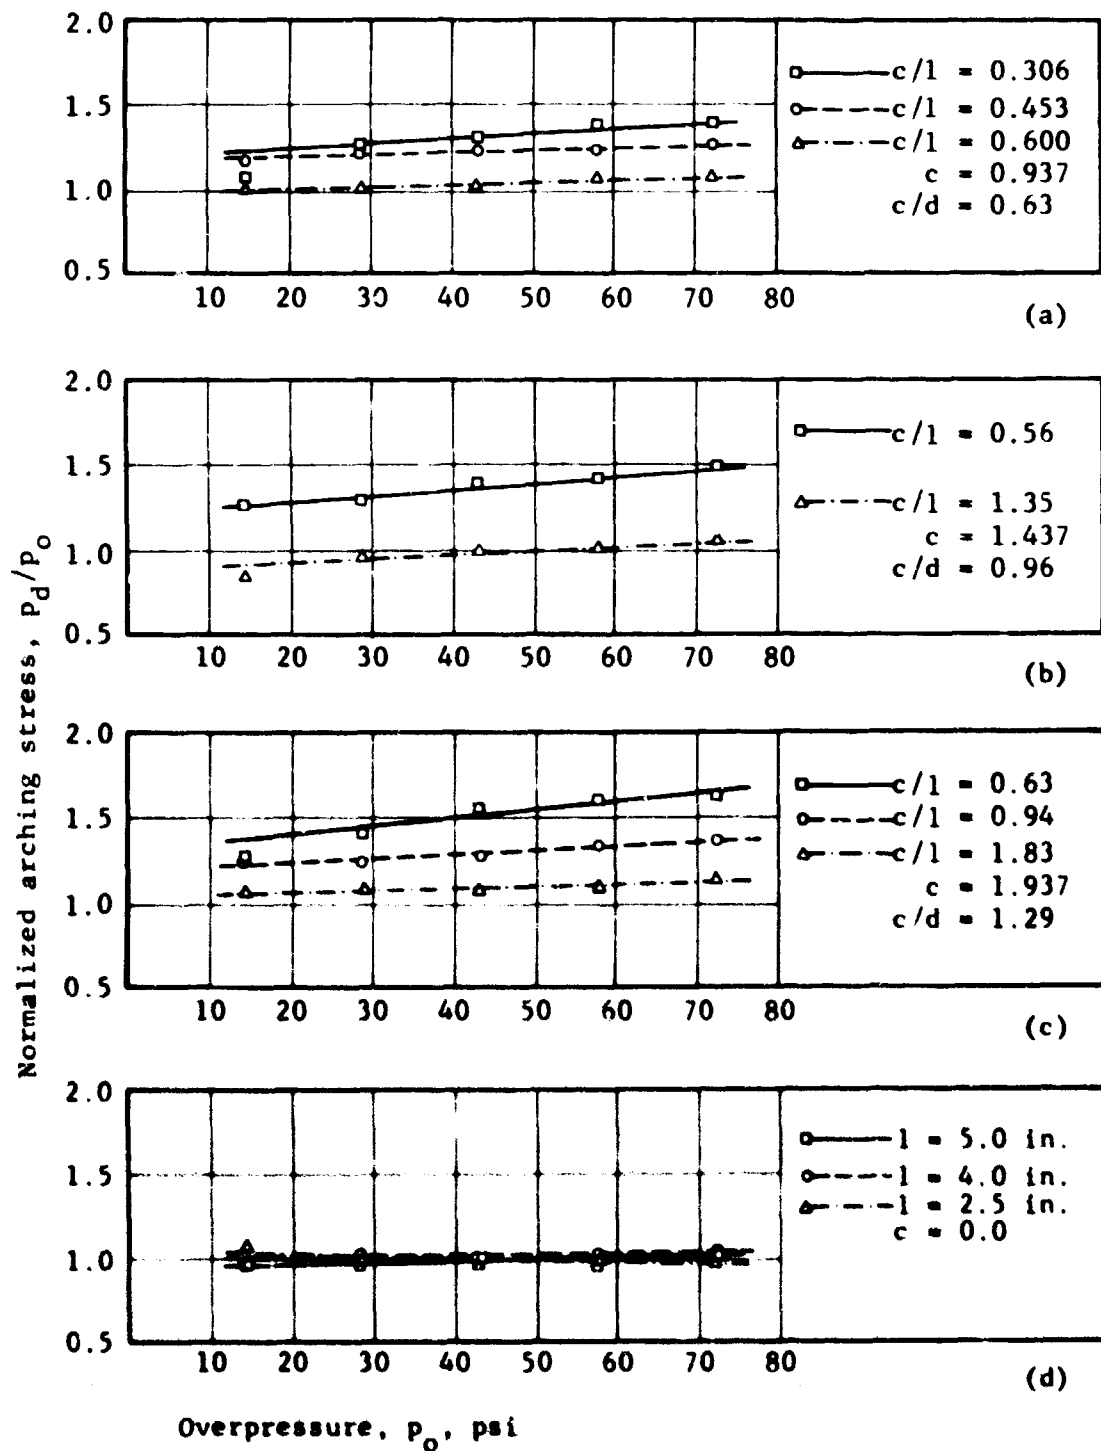 Normalized arching stress, p_d/p_o
2.0
1.5
1.0
0.5
10 20 30 40 50 60 70 80
c/l = 0.306
c/l = 0.453
c/l = 0.600
c = 0.937
c/d = 0.63
(a)
2.0
1.5
1.0
0.5
10 20 30 40 50 60 70 80
c/l = 0.56
c/l = 1.35
c = 1.437
c/d = 0.96
(b)
2.0
1.5
1.0
0.5
10 20 30 40 50 60 70 80
c/l = 0.63
c/l = 0.94
c/l = 1.83
c = 1.937
c/d = 1.29
(c)
2.0
1.5
1.0
0.5
10 20 30 40 50 60 70 80
l = 5.0 in.
l = 4.0 in.
l = 2.5 in.
c = 0.0
(d)
Overpressure, p_o, psi